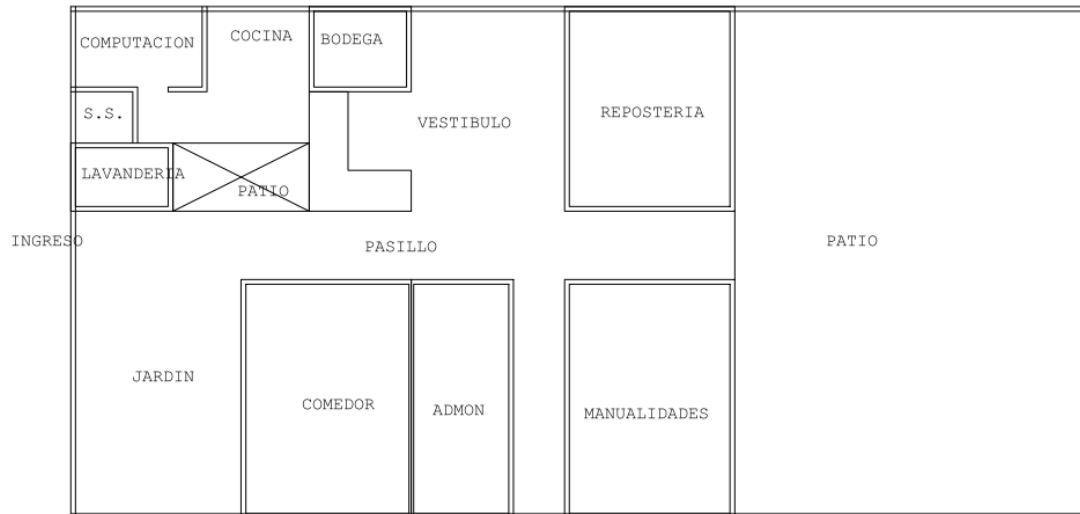 COMPUTACION
COCINA
BODEGA
S.S.
VESTIBULO
REPOSTERIA
LAVANDERIA
PATIO
INGRESO
PASILLO
PATIO
JARDIN
COMEDOR
ADMON
MANUALIDADES